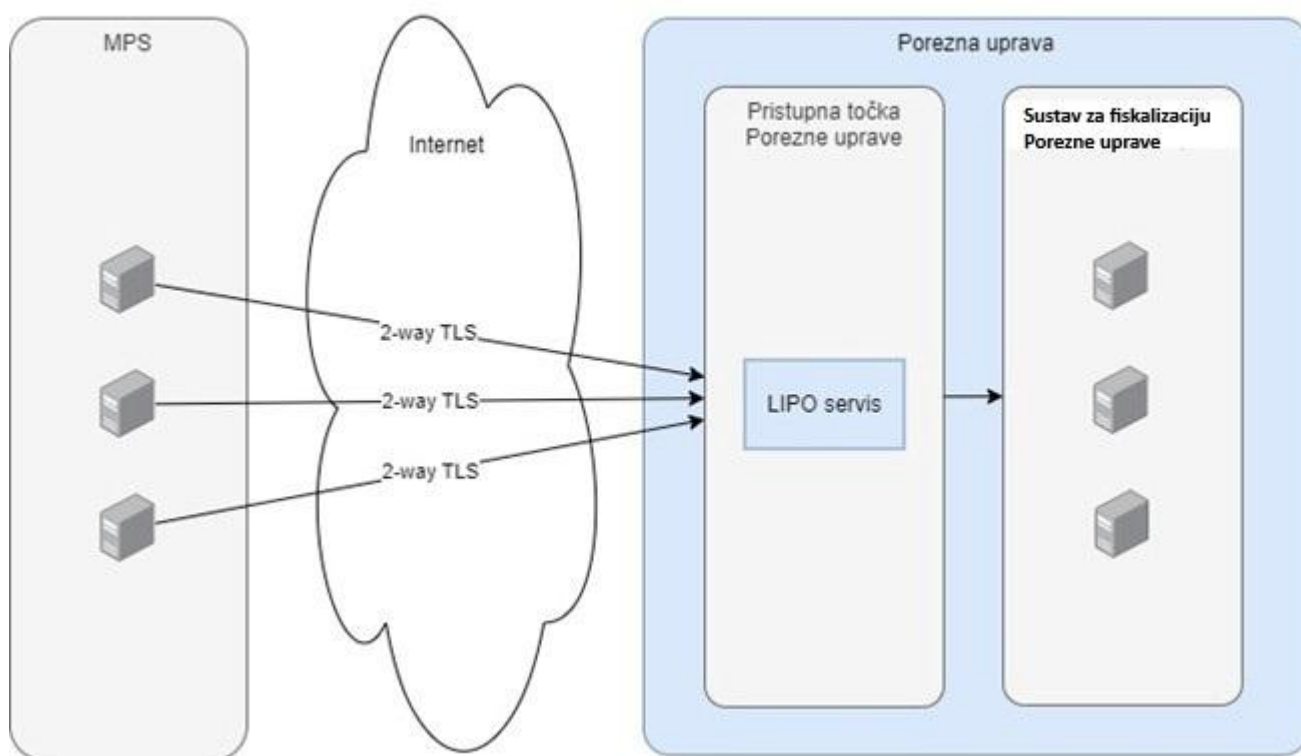 MPS
Internet
2-way TLS
2-way TLS
2-way TLS
Porezna uprava
Pristupna točka
Porezne uprave
LIPO servis
Sustav za fiskalizaciju
Porezne uprave